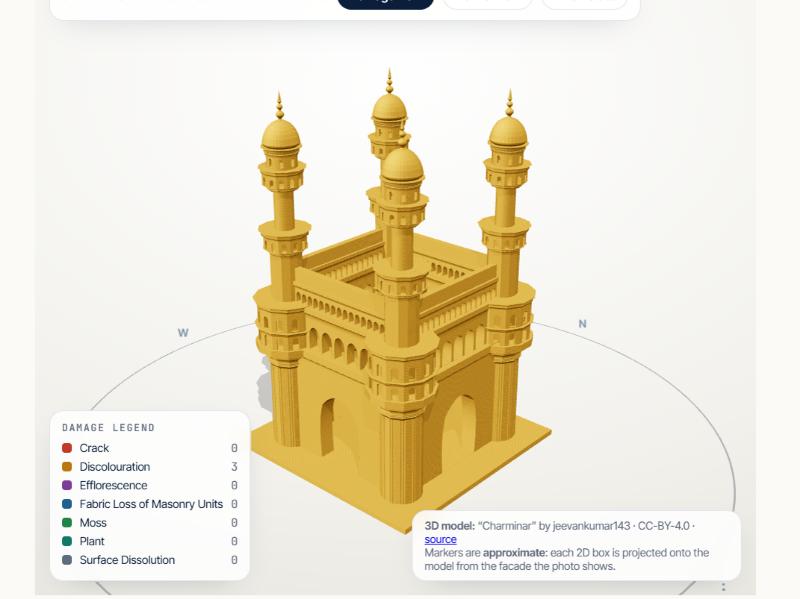 W
N
DAMAGE LEGEND
Crack 0
Discolouration 3
Efflorescence 0
Fabric Loss of Masonry Units 0
Moss 0
Plant 0
Surface Dissolution 0
3D model: “Charminar” by jeevankumar143 · CC-BY-4.0 ·
source
Markers are approximate: each 2D box is projected onto the
model from the facade the photo shows.